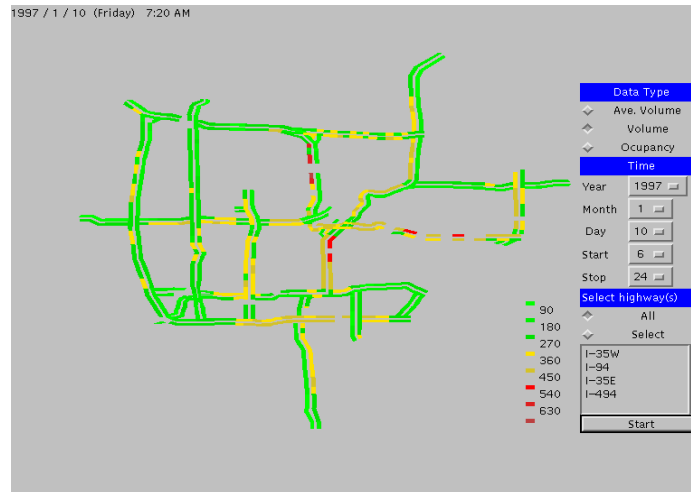 1997 / 1 / 10 (Friday) 7:20 AM
Data Type
Ave. Volume
Volume
Ocupancy
Time
Year 1997
Month 1
Day 10
Start 6
Stop 24
Select highway(s)
All
Select
I-35W
I-94
I-35E
I-494
Start
90
180
270
360
450
540
630